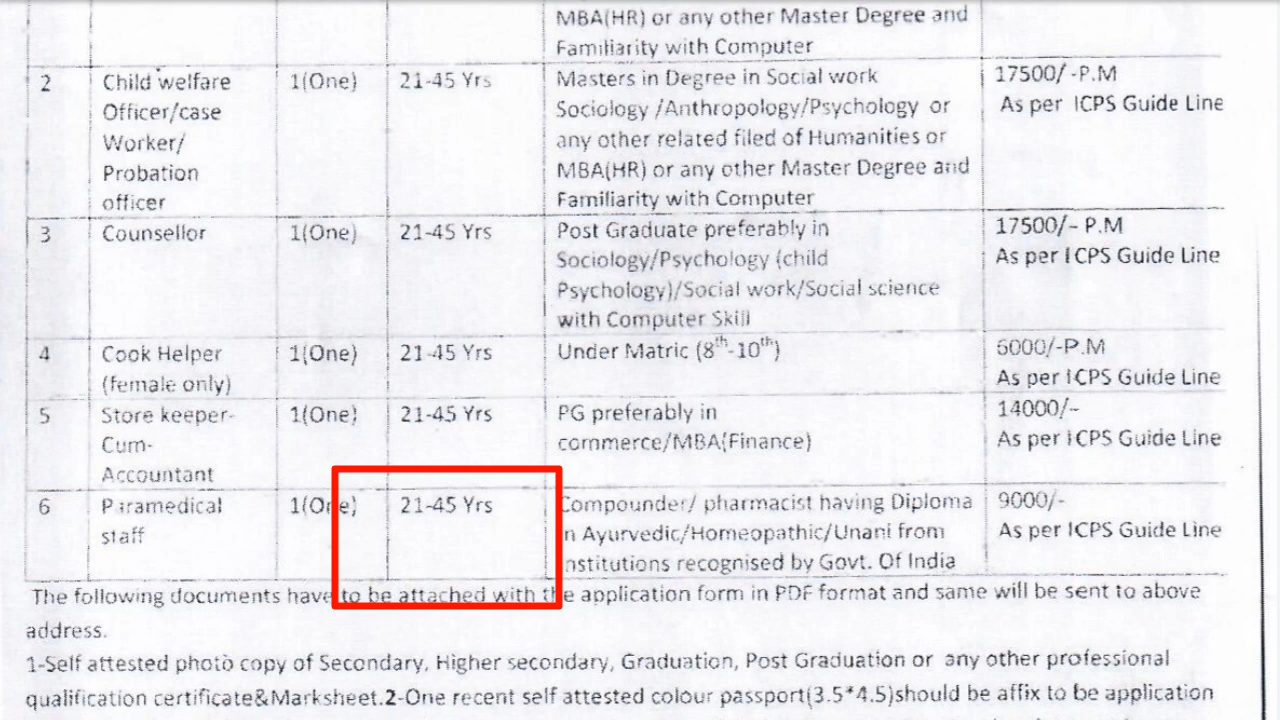 MBA(HR) or any other Master Degree and
Familiarity with Computer
2 Child welfare 1(One) 21-45 Yrs Masters in Degree in Social work 17500/-P.M
Officer/case Sociology /Anthropology/Psychology or As per ICPS Guide Line
Worker/ any other related filed of Humanities or
Probation MBA(HR) or any other Master Degree and
officer Familiarity with Computer
3 Counsellor 1(One) 21-45 Yrs Post Graduate preferably in 17500/- P.M
Sociology/Psychology (child As per ICPS Guide Line
Psychology)/Social work/Social science
with Computer Skill
4 Cook Helper 1(One) 21-45 Yrs Under Matric (8th-10th) 6000/-P.M
(female only) As per ICPS Guide Line
5 Store keeper- 1(One) 21-45 Yrs PG preferably in 14000/-
Cum- commerce/MBA(Finance) As per ICPS Guide Line
Accountant
6 Paramedical 1(One) 21-45 Yrs Compounder/ pharmacist having Diploma 9000/-
staff in Ayurvedic/Homeopathic/Unani from As per ICPS Guide Line
institutions recognised by Govt. Of India
The following documents have to be attached with the application form in PDF format and same will be sent to above
address.
1-Self attested photo copy of Secondary, Higher secondary, Graduation, Post Graduation or any other professional
qualification certificate&Marksheet.2-One recent self attested colour passport(3.5*4.5)should be affix to be application